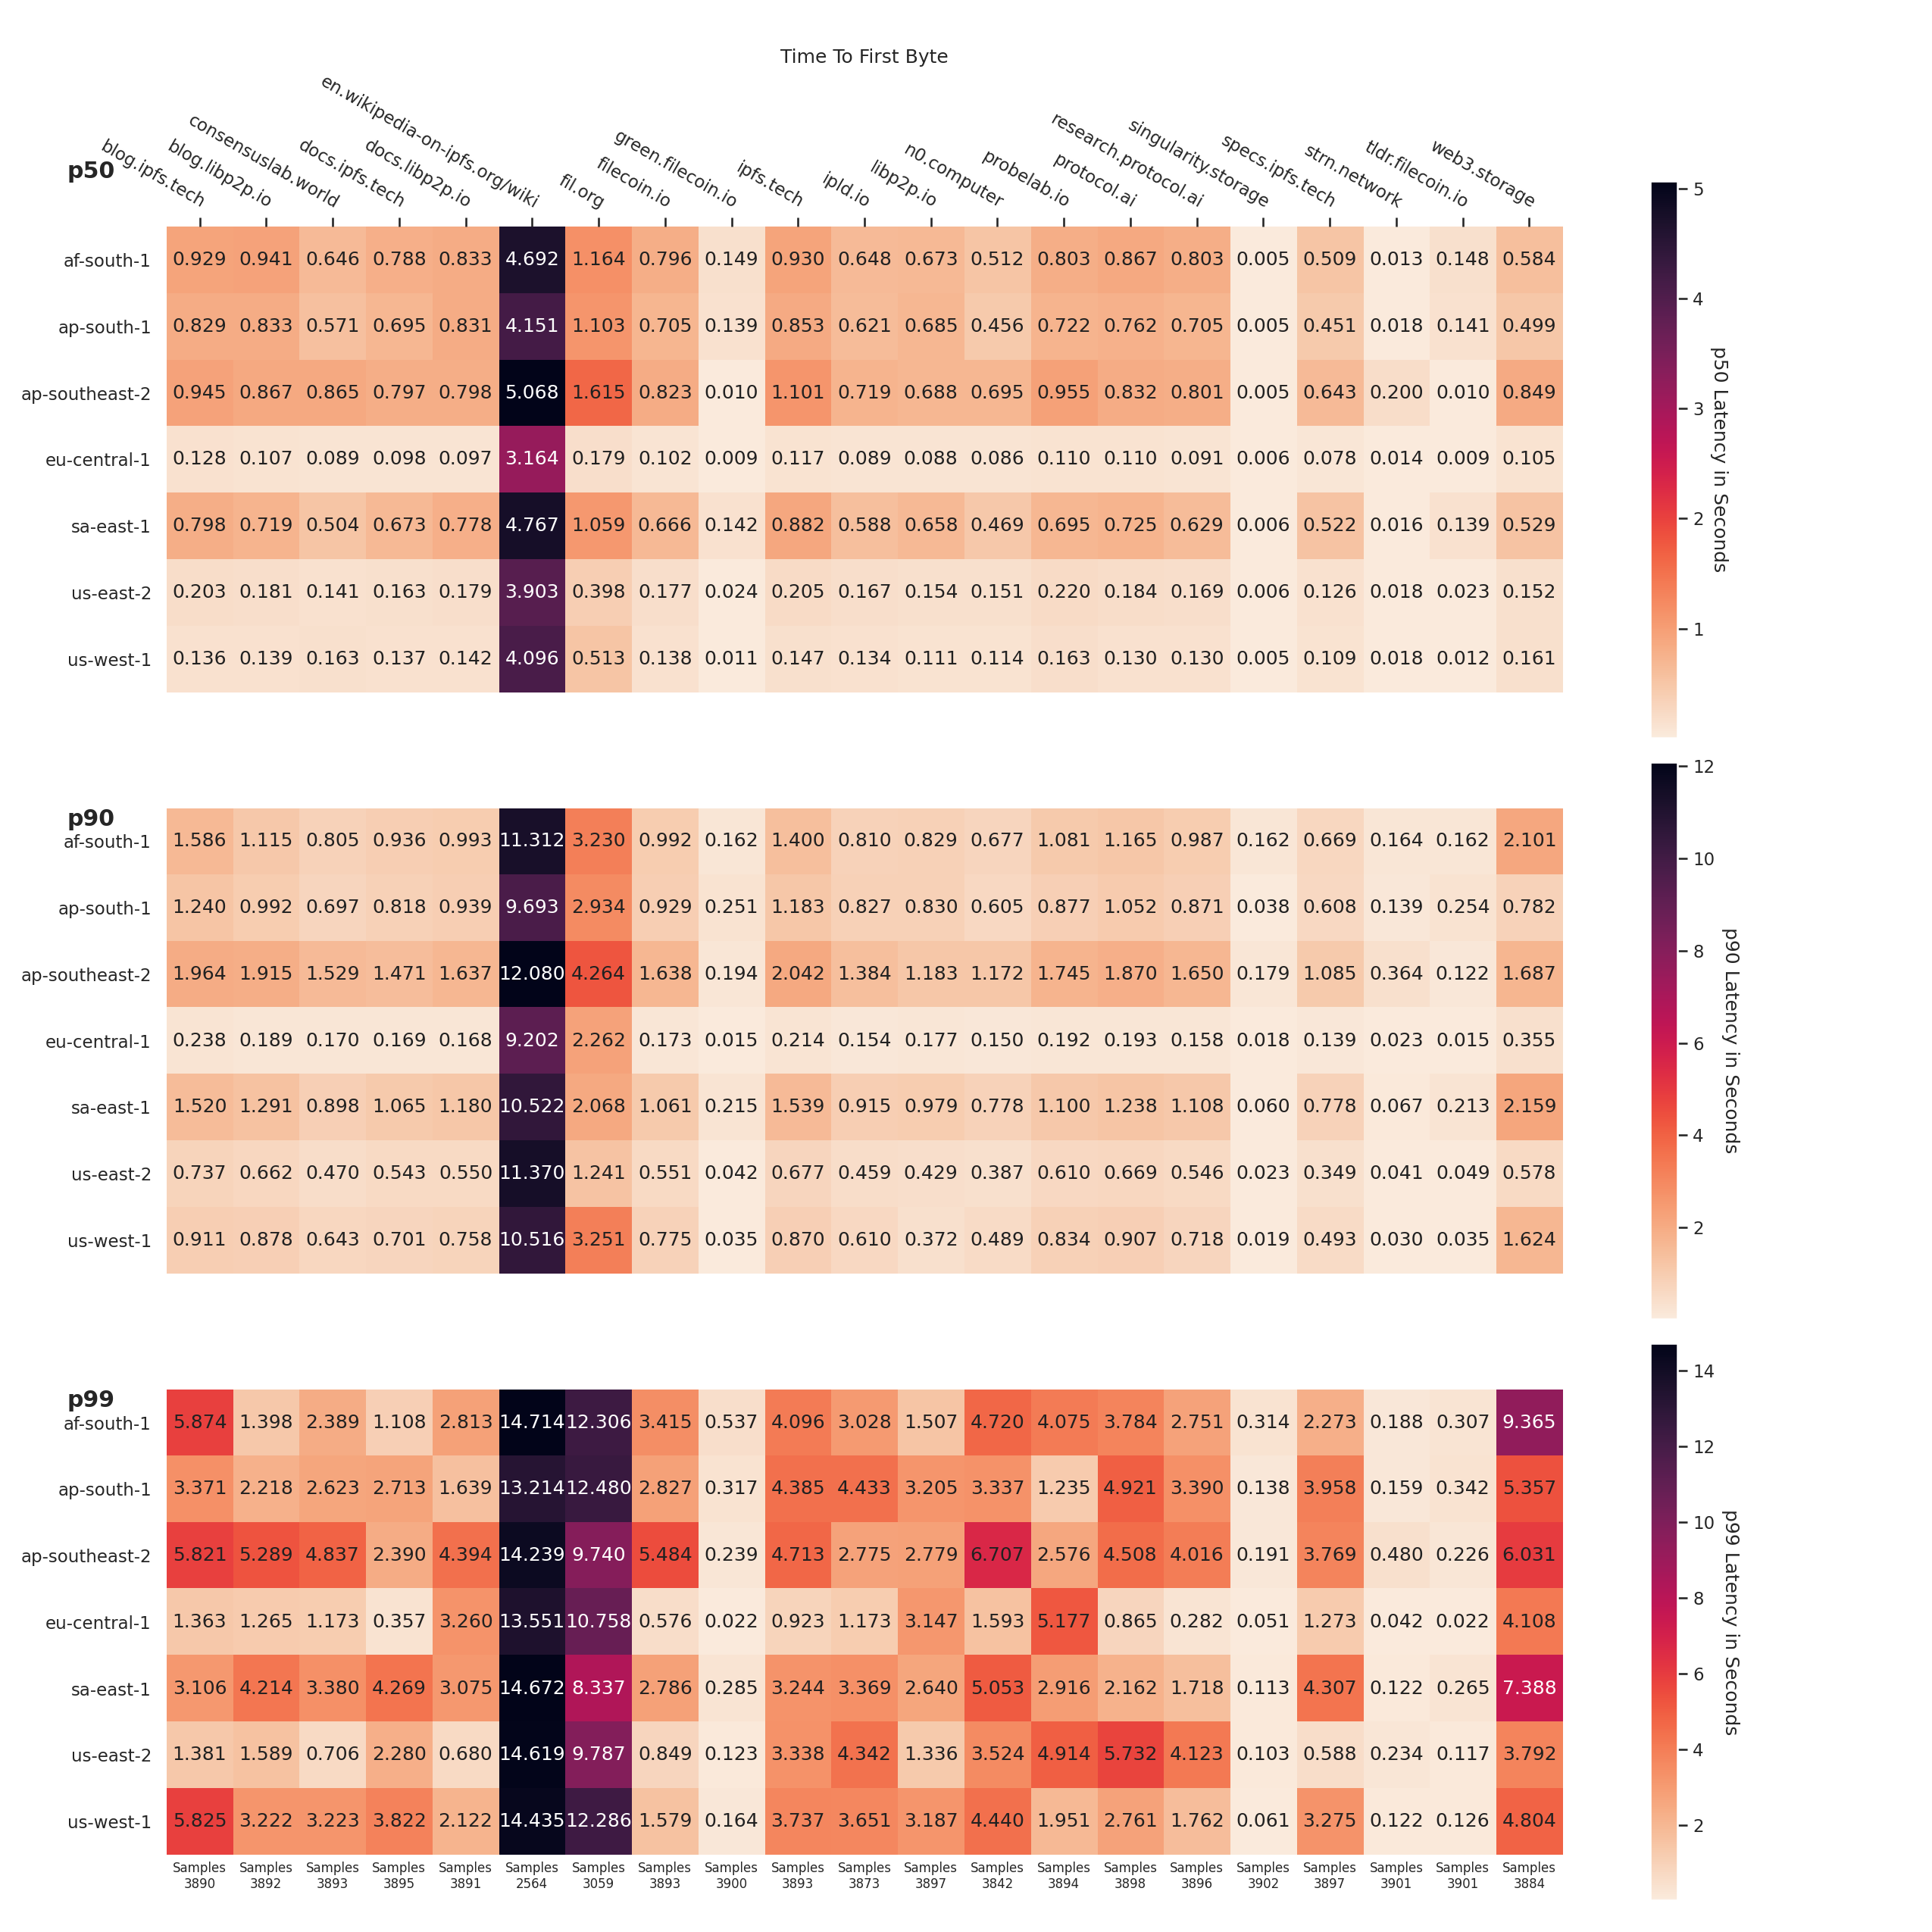 Time To First Byte
p50
blog.ipfs.tech
blog.libp2p.io
consensuslab.world
docs.ipfs.tech
docs.libp2p.io
en.wikipedia-on-ipfs.org/wiki
fil.org
filecoin.io
green.filecoin.io
ipfs.tech
ipld.io
libp2p.io
n0.computer
probelab.io
protocol.ai
research.protocol.ai
singularity.storage
specs.ipfs.tech
strn.network
tldr.filecoin.io
web3.storage
af-south-1 0.929 0.941 0.646 0.788 0.833 4.692 1.164 0.796 0.149 0.930 0.648 0.673 0.512 0.803 0.867 0.803 0.005 0.509 0.013 0.148 0.584
ap-south-1 0.829 0.833 0.571 0.695 0.831 4.151 1.103 0.705 0.139 0.853 0.621 0.685 0.456 0.722 0.762 0.705 0.005 0.451 0.018 0.141 0.499
ap-southeast-2 0.945 0.867 0.865 0.797 0.798 5.068 1.615 0.823 0.010 1.101 0.719 0.688 0.695 0.955 0.832 0.801 0.005 0.643 0.200 0.010 0.849
eu-central-1 0.128 0.107 0.089 0.098 0.097 3.164 0.179 0.102 0.009 0.117 0.089 0.088 0.086 0.110 0.110 0.091 0.006 0.078 0.014 0.009 0.105
sa-east-1 0.798 0.719 0.504 0.673 0.778 4.767 1.059 0.666 0.142 0.882 0.588 0.658 0.469 0.695 0.725 0.629 0.006 0.522 0.016 0.139 0.529
us-east-2 0.203 0.181 0.141 0.163 0.179 3.903 0.398 0.177 0.024 0.205 0.167 0.154 0.151 0.220 0.184 0.169 0.006 0.126 0.018 0.023 0.152
us-west-1 0.136 0.139 0.163 0.137 0.142 4.096 0.513 0.138 0.011 0.147 0.134 0.111 0.114 0.163 0.130 0.130 0.005 0.109 0.018 0.012 0.161
5
4
3
2
1
p50 Latency in Seconds
p90
af-south-1 1.586 1.115 0.805 0.936 0.993 11.312 3.230 0.992 0.162 1.400 0.810 0.829 0.677 1.081 1.165 0.987 0.162 0.669 0.164 0.162 2.101
ap-south-1 1.240 0.992 0.697 0.818 0.939 9.693 2.934 0.929 0.251 1.183 0.827 0.830 0.605 0.877 1.052 0.871 0.038 0.608 0.139 0.254 0.782
ap-southeast-2 1.964 1.915 1.529 1.471 1.637 12.080 4.264 1.638 0.194 2.042 1.384 1.183 1.172 1.745 1.870 1.650 0.179 1.085 0.364 0.122 1.687
eu-central-1 0.238 0.189 0.170 0.169 0.168 9.202 2.262 0.173 0.015 0.214 0.154 0.177 0.150 0.192 0.193 0.158 0.018 0.139 0.023 0.015 0.355
sa-east-1 1.520 1.291 0.898 1.065 1.180 10.522 2.068 1.061 0.215 1.539 0.915 0.979 0.778 1.100 1.238 1.108 0.060 0.778 0.067 0.213 2.159
us-east-2 0.737 0.662 0.470 0.543 0.550 11.370 1.241 0.551 0.042 0.677 0.459 0.429 0.387 0.610 0.669 0.546 0.023 0.349 0.041 0.049 0.578
us-west-1 0.911 0.878 0.643 0.701 0.758 10.516 3.251 0.775 0.035 0.870 0.610 0.372 0.489 0.834 0.907 0.718 0.019 0.493 0.030 0.035 1.624
12
10
8
6
4
2
p90 Latency in Seconds
p99
af-south-1 5.874 1.398 2.389 1.108 2.813 14.714 12.306 3.415 0.537 4.096 3.028 1.507 4.720 4.075 3.784 2.751 0.314 2.273 0.188 0.307 9.365
ap-south-1 3.371 2.218 2.623 2.713 1.639 13.214 12.480 2.827 0.317 4.385 4.433 3.205 3.337 1.235 4.921 3.390 0.138 3.958 0.159 0.342 5.357
ap-southeast-2 5.821 5.289 4.837 2.390 4.394 14.239 9.740 5.484 0.239 4.713 2.775 2.779 6.707 2.576 4.508 4.016 0.191 3.769 0.480 0.226 6.031
eu-central-1 1.363 1.265 1.173 0.357 3.260 13.551 10.758 0.576 0.022 0.923 1.173 3.147 1.593 5.177 0.865 0.282 0.051 1.273 0.042 0.022 4.108
sa-east-1 3.106 4.214 3.380 4.269 3.075 14.672 8.337 2.786 0.285 3.244 3.369 2.640 5.053 2.916 2.162 1.718 0.113 4.307 0.122 0.265 7.388
us-east-2 1.381 1.589 0.706 2.280 0.680 14.619 9.787 0.849 0.123 3.338 4.342 1.336 3.524 4.914 5.732 4.123 0.103 0.588 0.234 0.117 3.792
us-west-1 5.825 3.222 3.223 3.822 2.122 14.435 12.286 1.579 0.164 3.737 3.651 3.187 4.440 1.951 2.761 1.762 0.061 3.275 0.122 0.126 4.804
Samples Samples Samples Samples Samples Samples Samples Samples Samples Samples Samples Samples Samples Samples Samples Samples Samples Samples Samples Samples Samples
3890 3892 3893 3895 3891 2564 3059 3893 3900 3893 3873 3897 3842 3894 3898 3896 3902 3897 3901 3901 3884
14
12
10
8
6
4
2
p99 Latency in Seconds